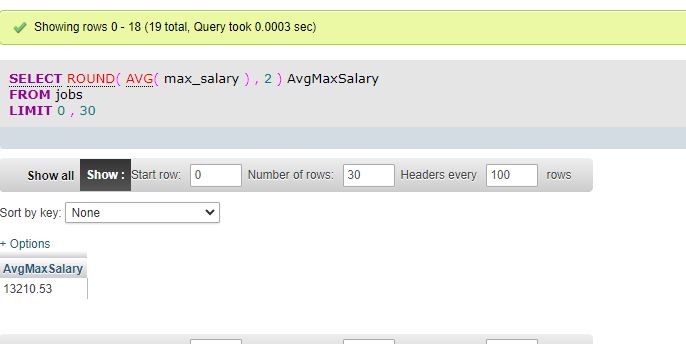 Showing rows 0 - 18 (19 total, Query took 0.0003 sec)
SELECT ROUND( AVG( max_salary ) , 2 ) AvgMaxSalary
FROM jobs
LIMIT 0 , 30
Show all Show : Start row: 0 Number of rows: 30 Headers every 100 rows
Sort by key: None
+ Options
AvgMaxSalary
13210.53